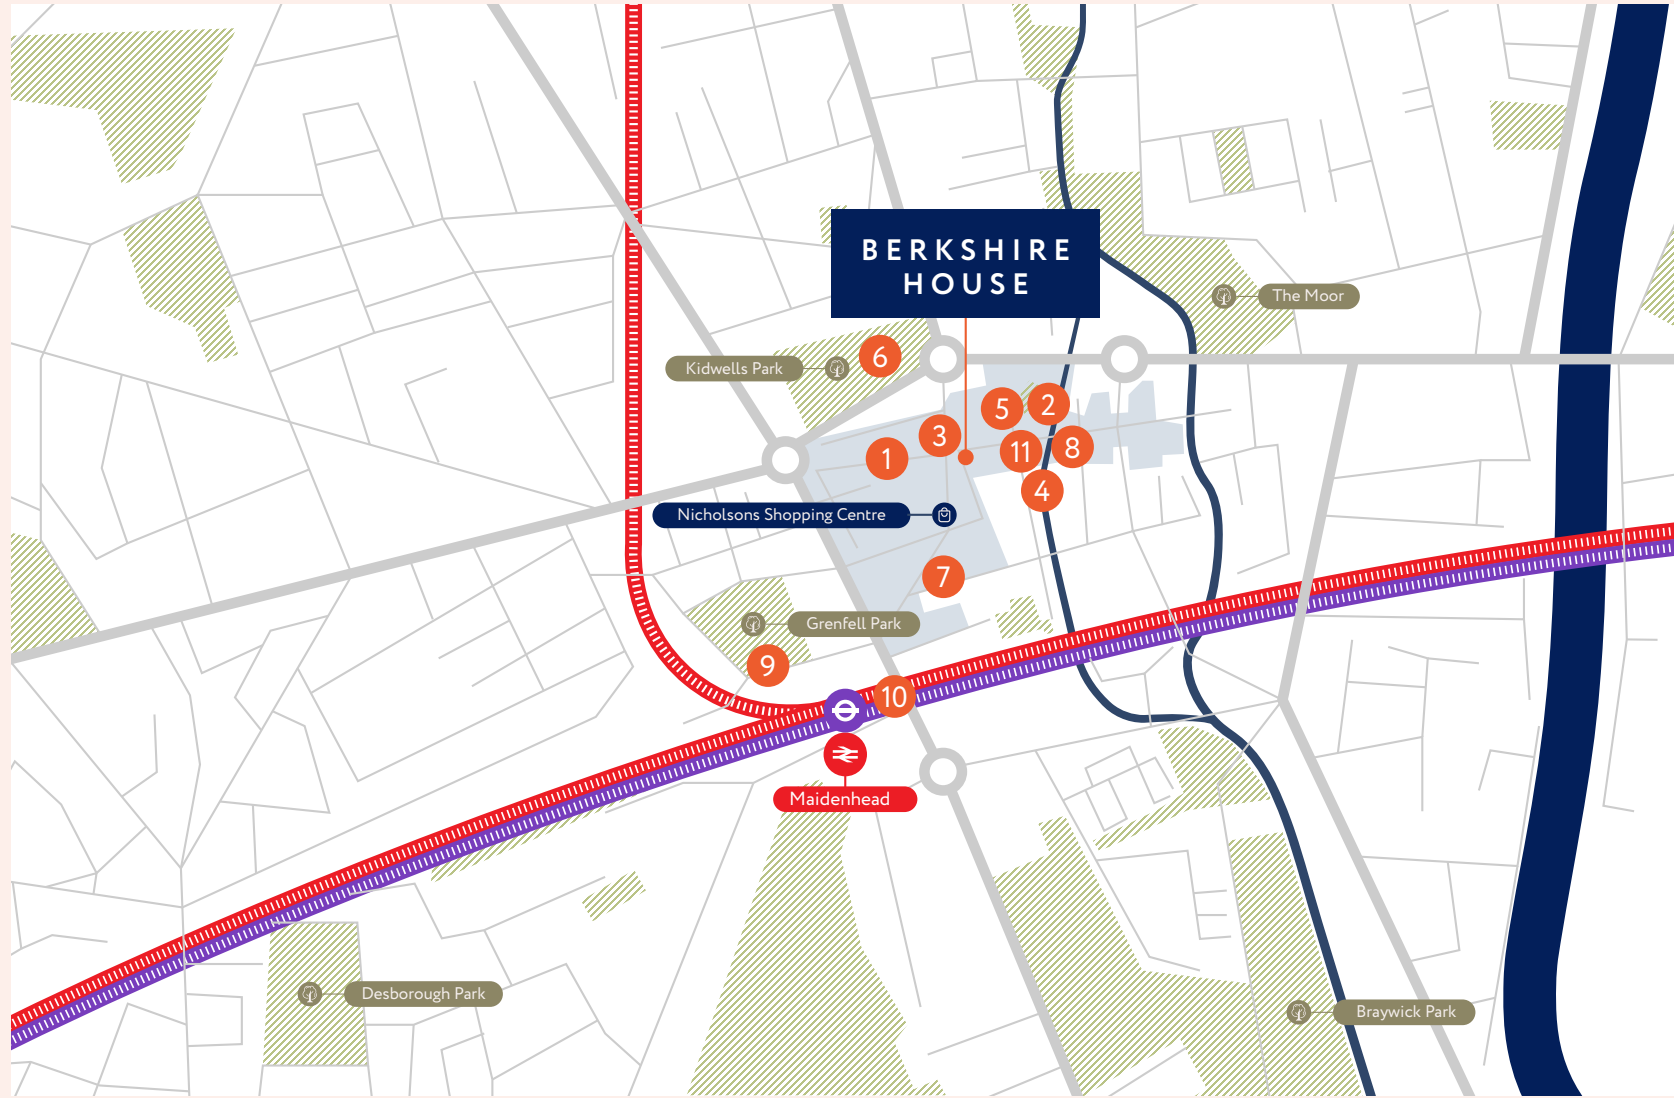 BERKSHIRE
HOUSE
The Moor
Kidwells Park
6
5
2
3
1
11
8
4
Nicholsons Shopping Centre
7
Grenfell Park
9
10
Maidenhead
Desborough Park
Braywick Park